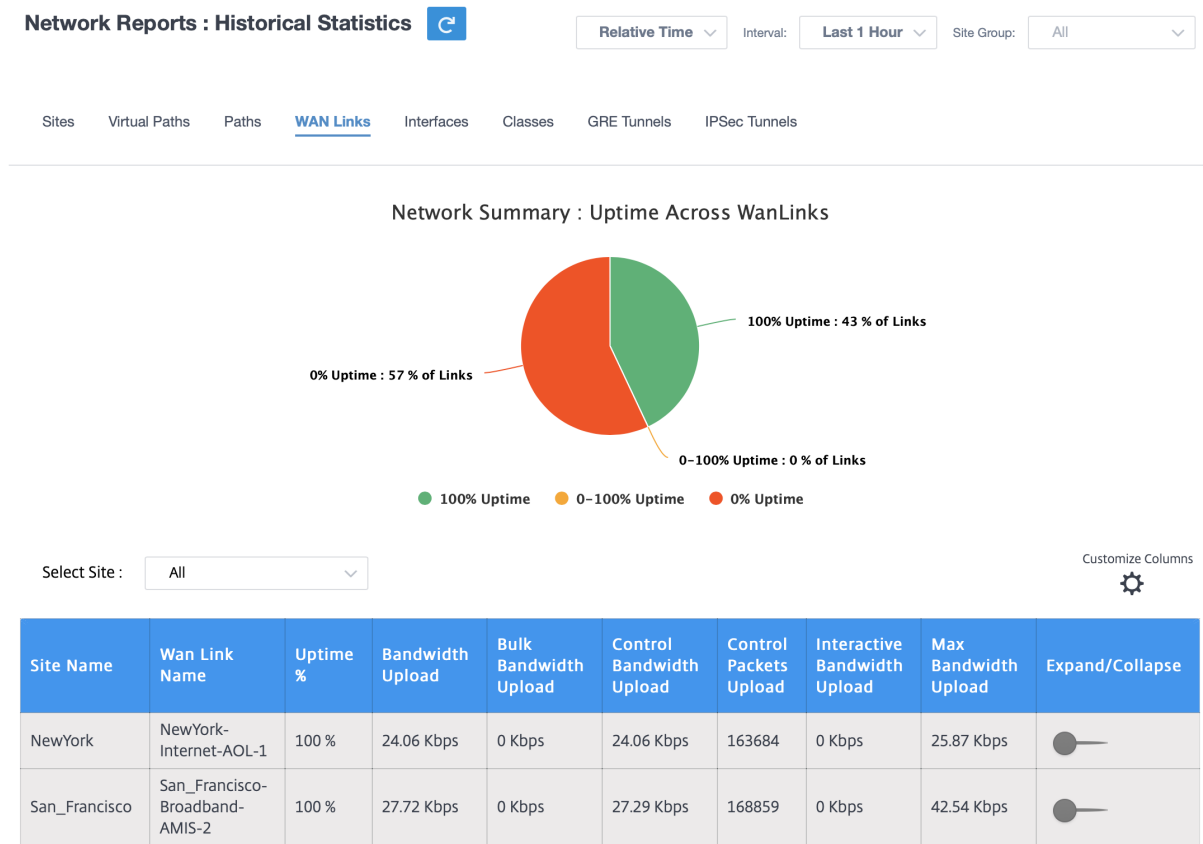 Network Reports : Historical Statistics
Relative Time
Interval:
Last 1 Hour
Site Group:
All
Sites
Virtual Paths
Paths
WAN Links
Interfaces
Classes
GRE Tunnels
IPSec Tunnels
Network Summary : Uptime Across WanLinks
100% Uptime : 43 % of Links
0% Uptime : 57 % of Links
0-100% Uptime : 0 % of Links
100% Uptime
0-100% Uptime
0% Uptime
Select Site :
All
Customize Columns
Site Name
Wan Link
Name
Uptime
%
Bandwidth
Upload
Bulk
Bandwidth
Upload
Control
Bandwidth
Upload
Control
Packets
Upload
Interactive
Bandwidth
Upload
Max
Bandwidth
Upload
Expand/Collapse
NewYork
NewYork-
Internet-AOL-1
100 %
24.06 Kbps
0 Kbps
24.06 Kbps
163684
0 Kbps
25.87 Kbps
San_Francisco
San_Francisco-
Broadband-
AMIS-2
100 %
27.72 Kbps
0 Kbps
27.29 Kbps
168859
0 Kbps
42.54 Kbps